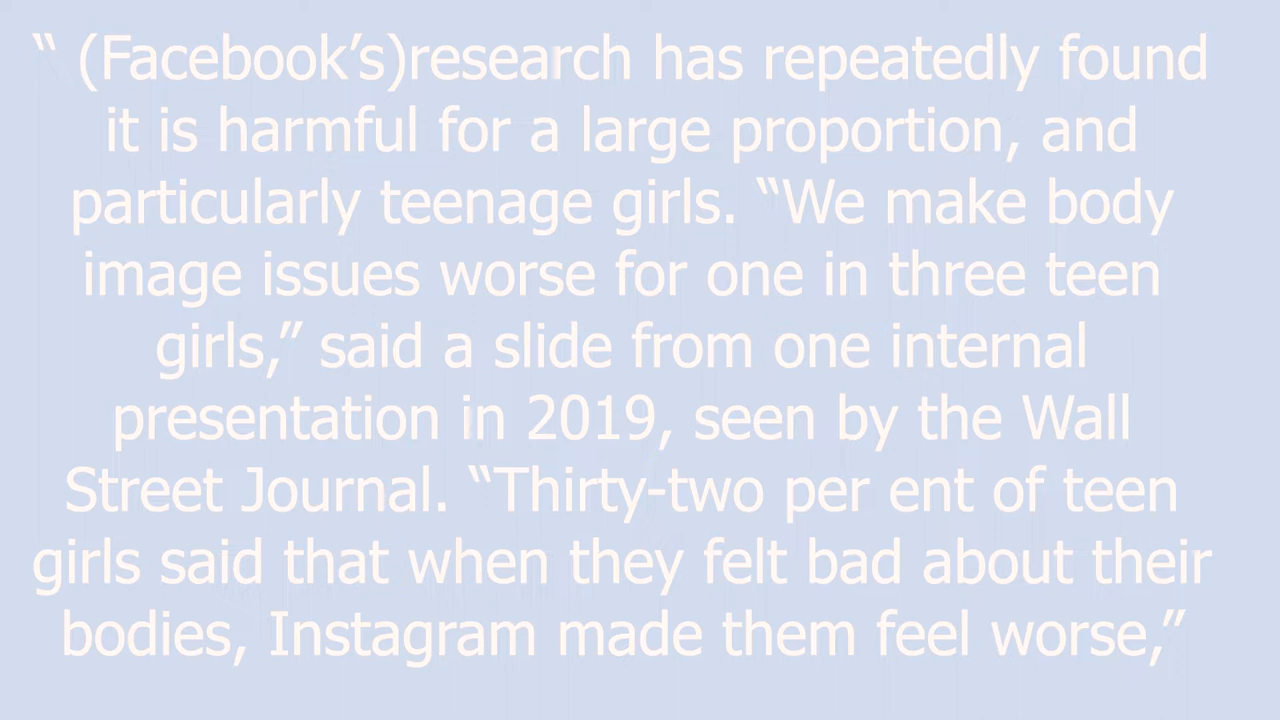 “ (Facebook’s)research has repeatedly found
it is harmful for a large proportion, and
particularly teenage girls. “We make body
image issues worse for one in three teen
girls,” said a slide from one internal
presentation in 2019, seen by the Wall
Street Journal. “Thirty-two per ent of teen
girls said that when they felt bad about their
bodies, Instagram made them feel worse,”